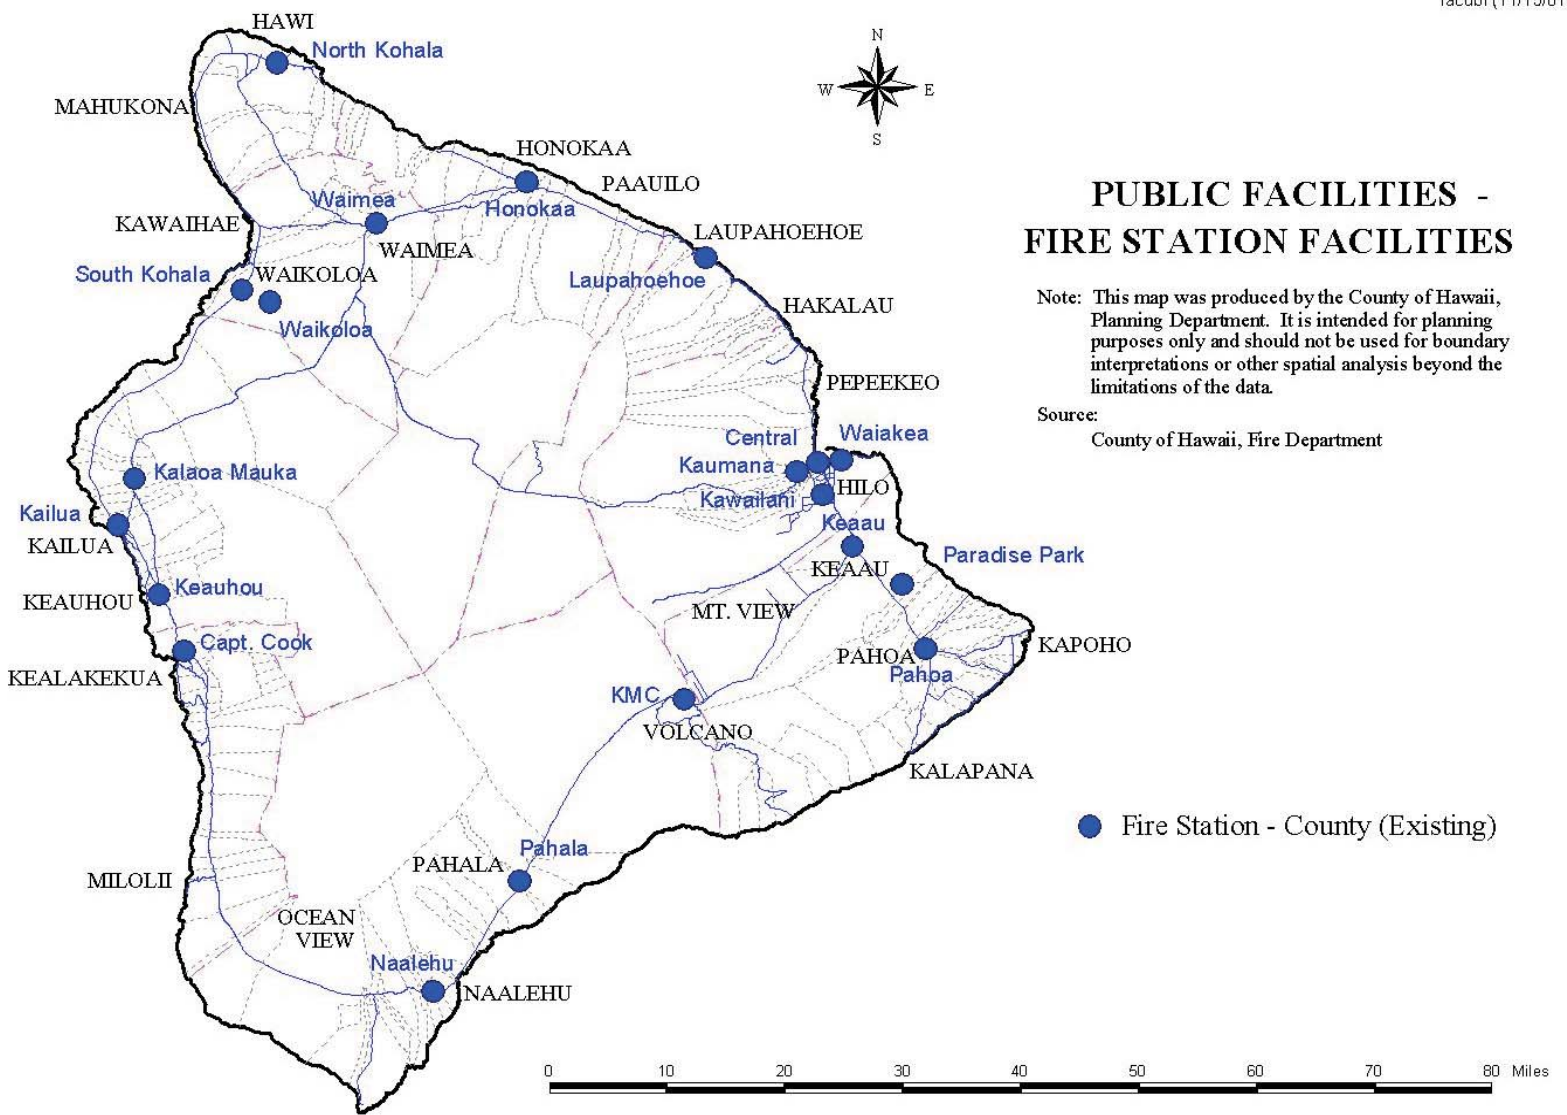 HAWI
North Kohala
N
W
E
S
MAHUKONA
HONOKAA
PAAUILO
Waimea
Honokaa
KAWAIHAE
WAIMEA
LAUPAHOEHOE
South Kohala
WAIKOLOA
Laupahoehoe
Waikoloa
HAKALAU
PEPEEKEO
PUBLIC FACILITIES -
FIRE STATION FACILITIES
Note: This map was produced by the County of Hawaii,
Planning Department. It is intended for planning
purposes only and should not be used for boundary
interpretations or other spatial analysis beyond the
limitations of the data.
Source:
County of Hawaii, Fire Department
Central
Waiakea
Kaumana
Kalaoa Mauka
HILO
Kawailani
Kailua
Keaau
KAILUA
Paradise Park
KEAAU
Keauhou
KEAUHOU
MT. VIEW
Capt. Cook
KAPOHO
PAHOA
Pahoa
KEALAKEKUA
KMC
VOLCANO
KALAPANA
Fire Station - County (Existing)
Pahala
PAHALA
MILOLII
OCEAN
VIEW
Naalehu
NAALEHU
0 10 20 30 40 50 60 70 80 Miles